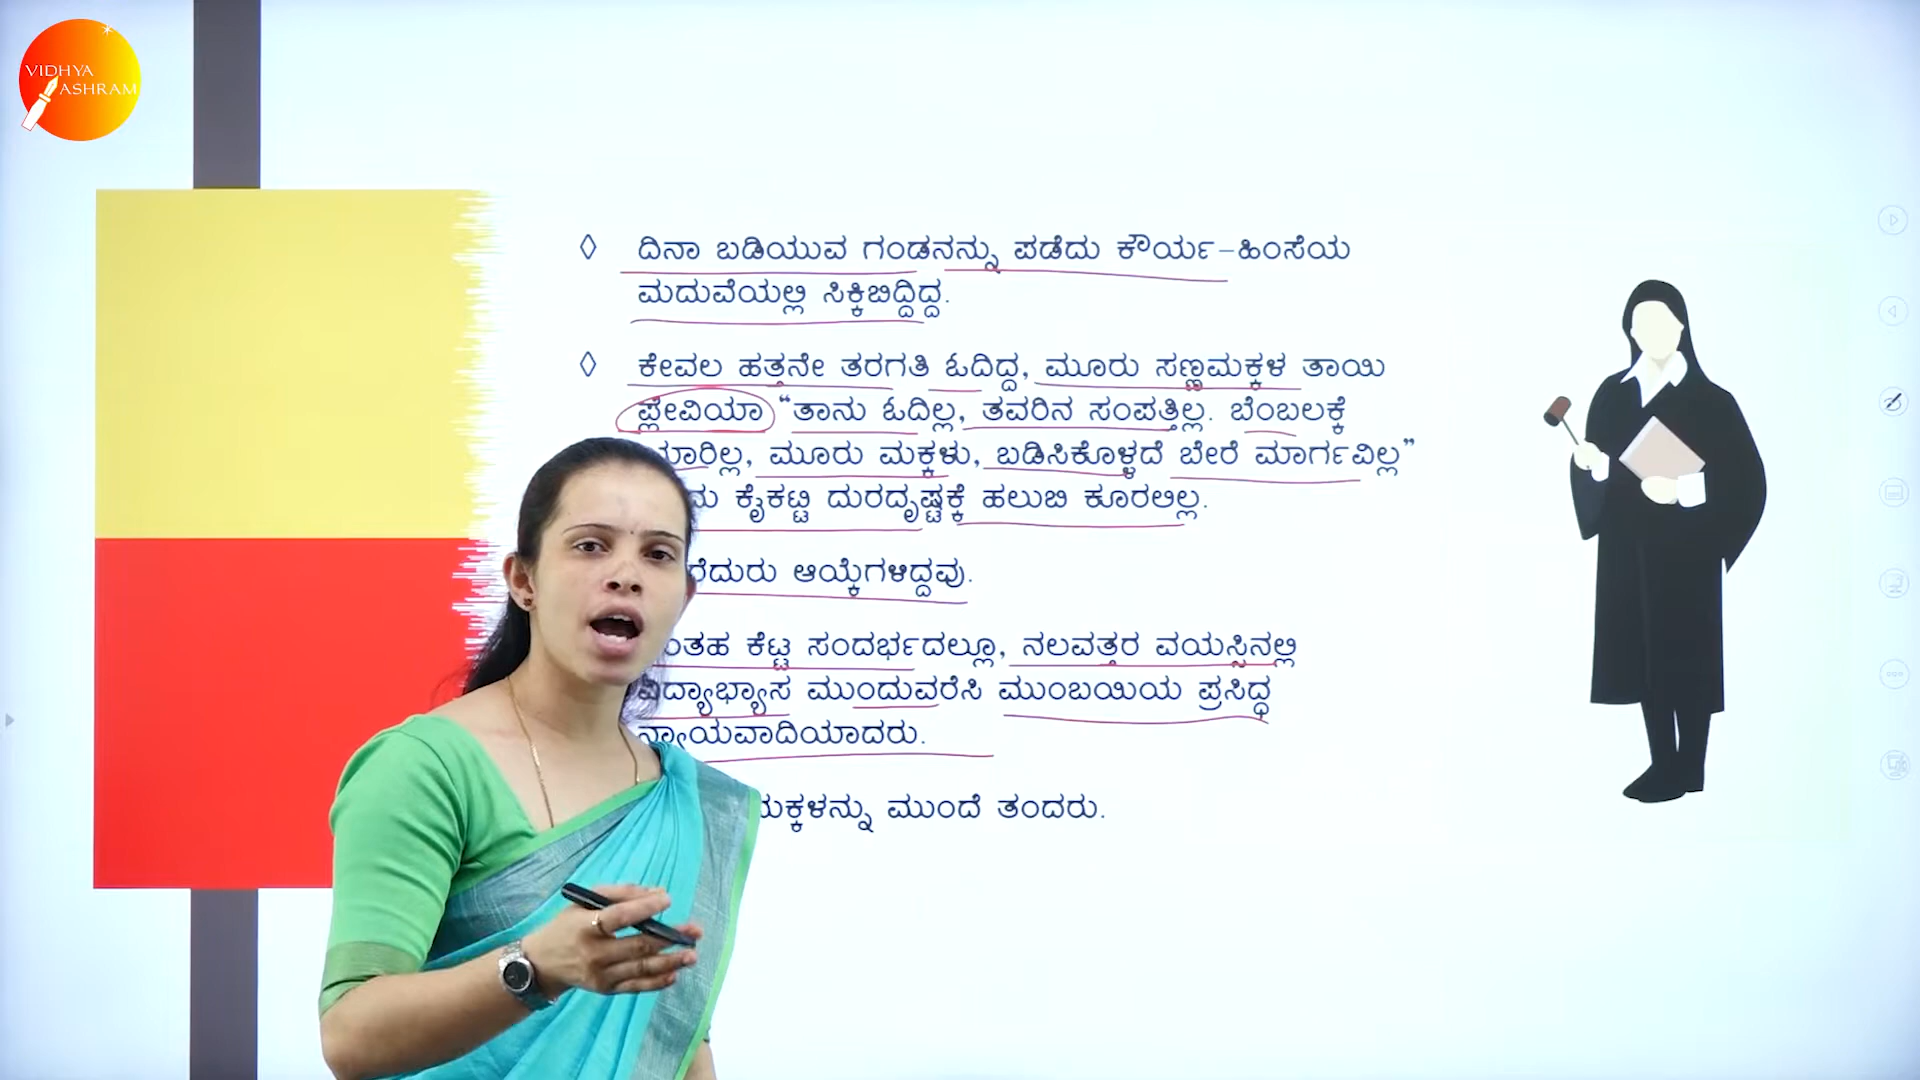 VIDHYA
ASHRAM
ದಿನಾ ಬಡಿಯುವ ಗಂಡನನ್ನು ಪಡೆದು ಕೌರ್ಯ-ಹಿಂಸೆಯ
ಮದುವೆಯಲ್ಲಿ ಸಿಕ್ಕಿಬಿದ್ದಿದ್ದ.
ಕೇವಲ ಹತ್ತನೇ ತರಗತಿ ಓದಿದ್ದ, ಮೂರು ಸಣ್ಣಮಕ್ಕಳ ತಾಯಿ
ಪ್ಲೇವಿಯಾ “ತಾನು ಓದಿಲ್ಲ, ತವರಿನ ಸಂಪತ್ತಿಲ್ಲ. ಬೆಂಬಲಕ್ಕೆ
ಮೂರು ಮಕ್ಕಳು, ಬಡಿಸಿಕೊಳ್ಳದೆ ಬೇರೆ ಮಾರ್ಗವಿಲ್ಲ”
ಕೈಕಟ್ಟಿ ದುರದೃಷ್ಟಕ್ಕೆ ಹಲುಬಿ ಕೂರಲಿಲ್ಲ.
ಆಯ್ಕೆಗಳಿದ್ದವು.
ಕೆಟ್ಟ ಸಂದರ್ಭದಲ್ಲೂ, ನಲವತ್ತರ ವಯಸ್ಸಿನಲ್ಲಿ
ವಿದ್ಯಾಭ್ಯಾಸ ಮುಂದುವರೆಸಿ ಮುಂಬಯಿಯ ಪ್ರಸಿದ್ಧ
ನ್ಯಾಯವಾದಿಯಾದರು.
ಮಕ್ಕಳನ್ನು ಮುಂದೆ ತಂದರು.